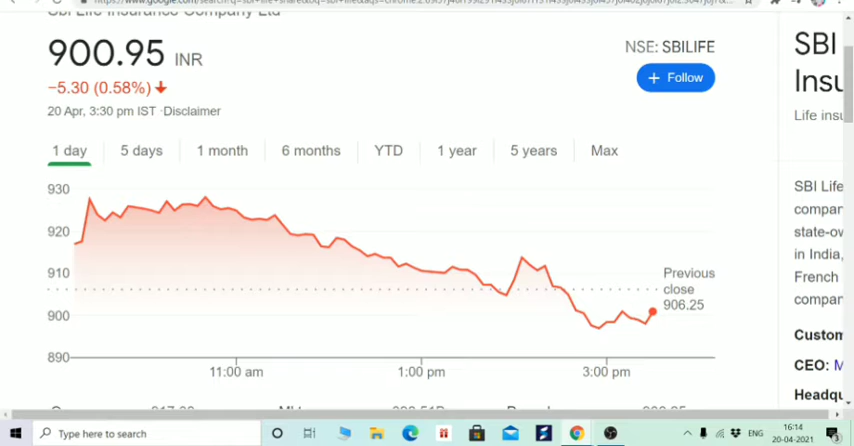 Sbi Life Insurance Company Ltd
900.95 INR
NSE: SBILIFE
+ Follow
−5.30 (0.58%)
20 Apr, 3:30 pm IST ·Disclaimer
1 day
5 days
1 month
6 months
YTD
1 year
5 years
Max
930
920
910
900
890
Previous
close
906.25
11:00 am
1:00 pm
3:00 pm
SBI
Insu
Life insu
SBI Life
compan
state-ov
in India,
French
compan
Custom
CEO: M
Headqu
Type here to search
ENG
16:14
20-04-2021
3